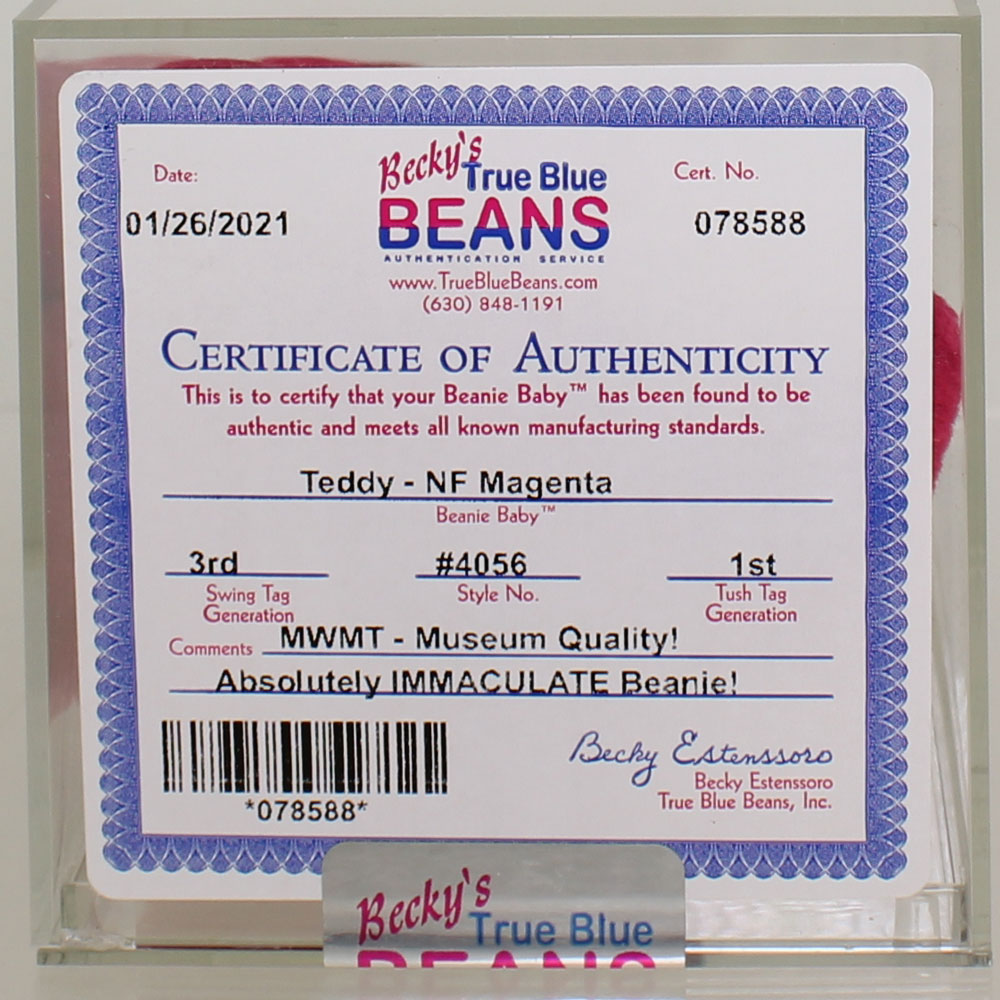 Date:
01/26/2021
Becky's
True Blue
BEANS
AUTHENTICATION SERVICE
www.TrueBlueBeans.com
(630) 848-1191
Cert. No.
078588
CERTIFICATE OF AUTHENTICITY
This is to certify that your Beanie Baby™ has been found to be
authentic and meets all known manufacturing standards.
Teddy - NF Magenta
Beanie Baby™
3rd #4056 1st
Swing Tag Style No. Tush Tag
Generation Generation
Comments MWMT - Museum Quality!
Absolutely IMMACULATE Beanie!
*078588*
Becky Estenssoro
Becky Estenssoro
True Blue Beans, Inc.
Becky's
True Blue
BEANS